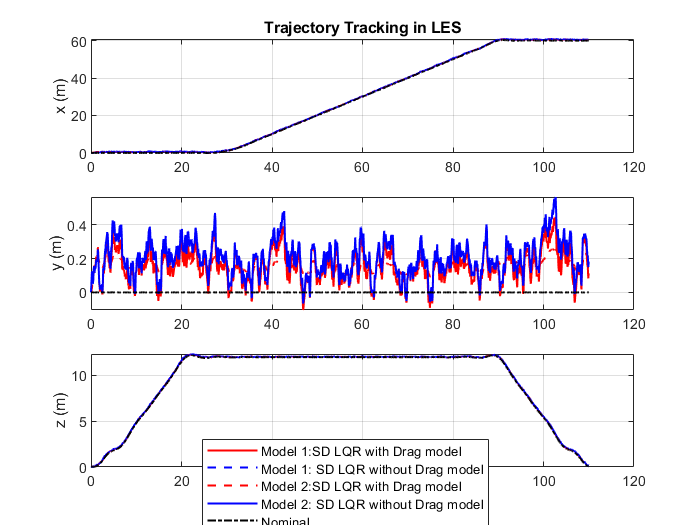 Trajectory Tracking in LES
60
40
20
0
x (m)
0 20 40 60 80 100 120
0.4
0.2
0
y (m)
0 20 40 60 80 100 120
10
5
0
z (m)
0 20 100 120
Model 1:SD LQR with Drag model
Model 1: SD LQR without Drag model
Model 2:SD LQR with Drag model
Model 2: SD LQR without Drag model
Nominal